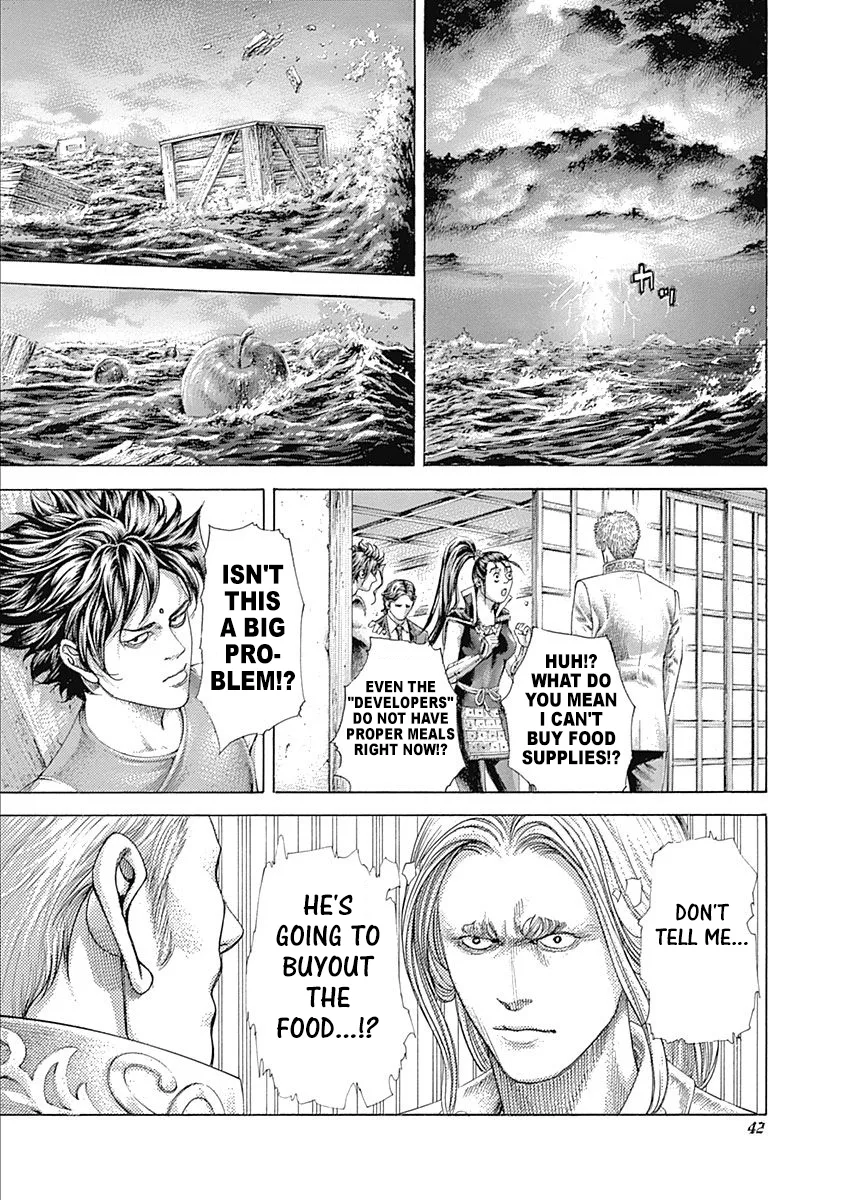 カッ
HUH!?
WHAT DO
YOU MEAN
I CAN'T
BUY FOOD
SUPPLIES!?
EVEN THE
"DEVELOPERS"
DO NOT HAVE
PROPER MEALS
RIGHT NOW!?
ISN'T
THIS
A BIG
PRO-
BLEM!?
DON'T
TELL ME...
HE'S
GOING TO
BUYOUT
THE
FOOD...!?
42